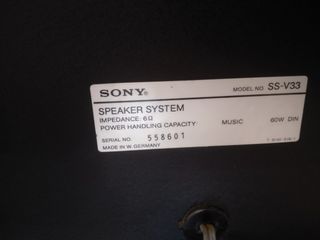 SONY® MODEL NO. SS-V33
SPEAKER SYSTEM
IMPEDANCE: 6Ω
POWER HANDLING CAPACITY: MUSIC 60W DIN
SERIAL NO. 558601
MADE IN W. GERMANY